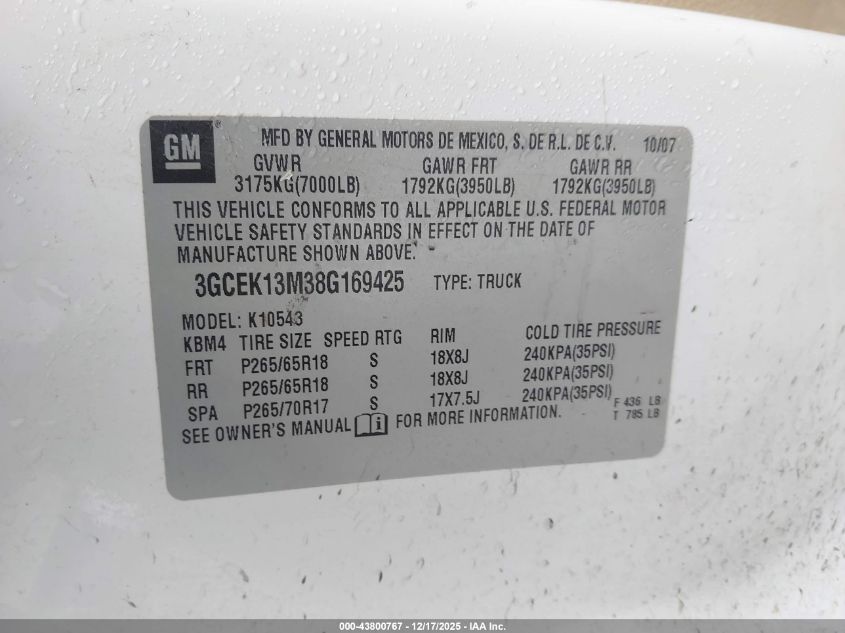 GM
MFD BY GENERAL MOTORS DE MEXICO, S. DE R.L. DE C.V. 10/07
GVWR GAWR FRT GAWR RR
3175KG(7000LB) 1792KG(3950LB) 1792KG(3950LB)
THIS VEHICLE CONFORMS TO ALL APPLICABLE U.S. FEDERAL MOTOR
VEHICLE SAFETY STANDARDS IN EFFECT ON THE DATE OF
MANUFACTURE SHOWN ABOVE.
3GCEK13M38G169425 TYPE: TRUCK
MODEL: K10543
KBM4 TIRE SIZE SPEED RTG RIM COLD TIRE PRESSURE
FRT P265/65R18 S 18X8J 240KPA(35PSI)
RR P265/65R18 S 18X8J 240KPA(35PSI)
SPA P265/70R17 S 17X7.5J 240KPA(35PSI)
F 436 LB
T 785 LB
SEE OWNER'S MANUAL i FOR MORE INFORMATION.
000-43800767 – 12/17/2025 – IAA Inc.